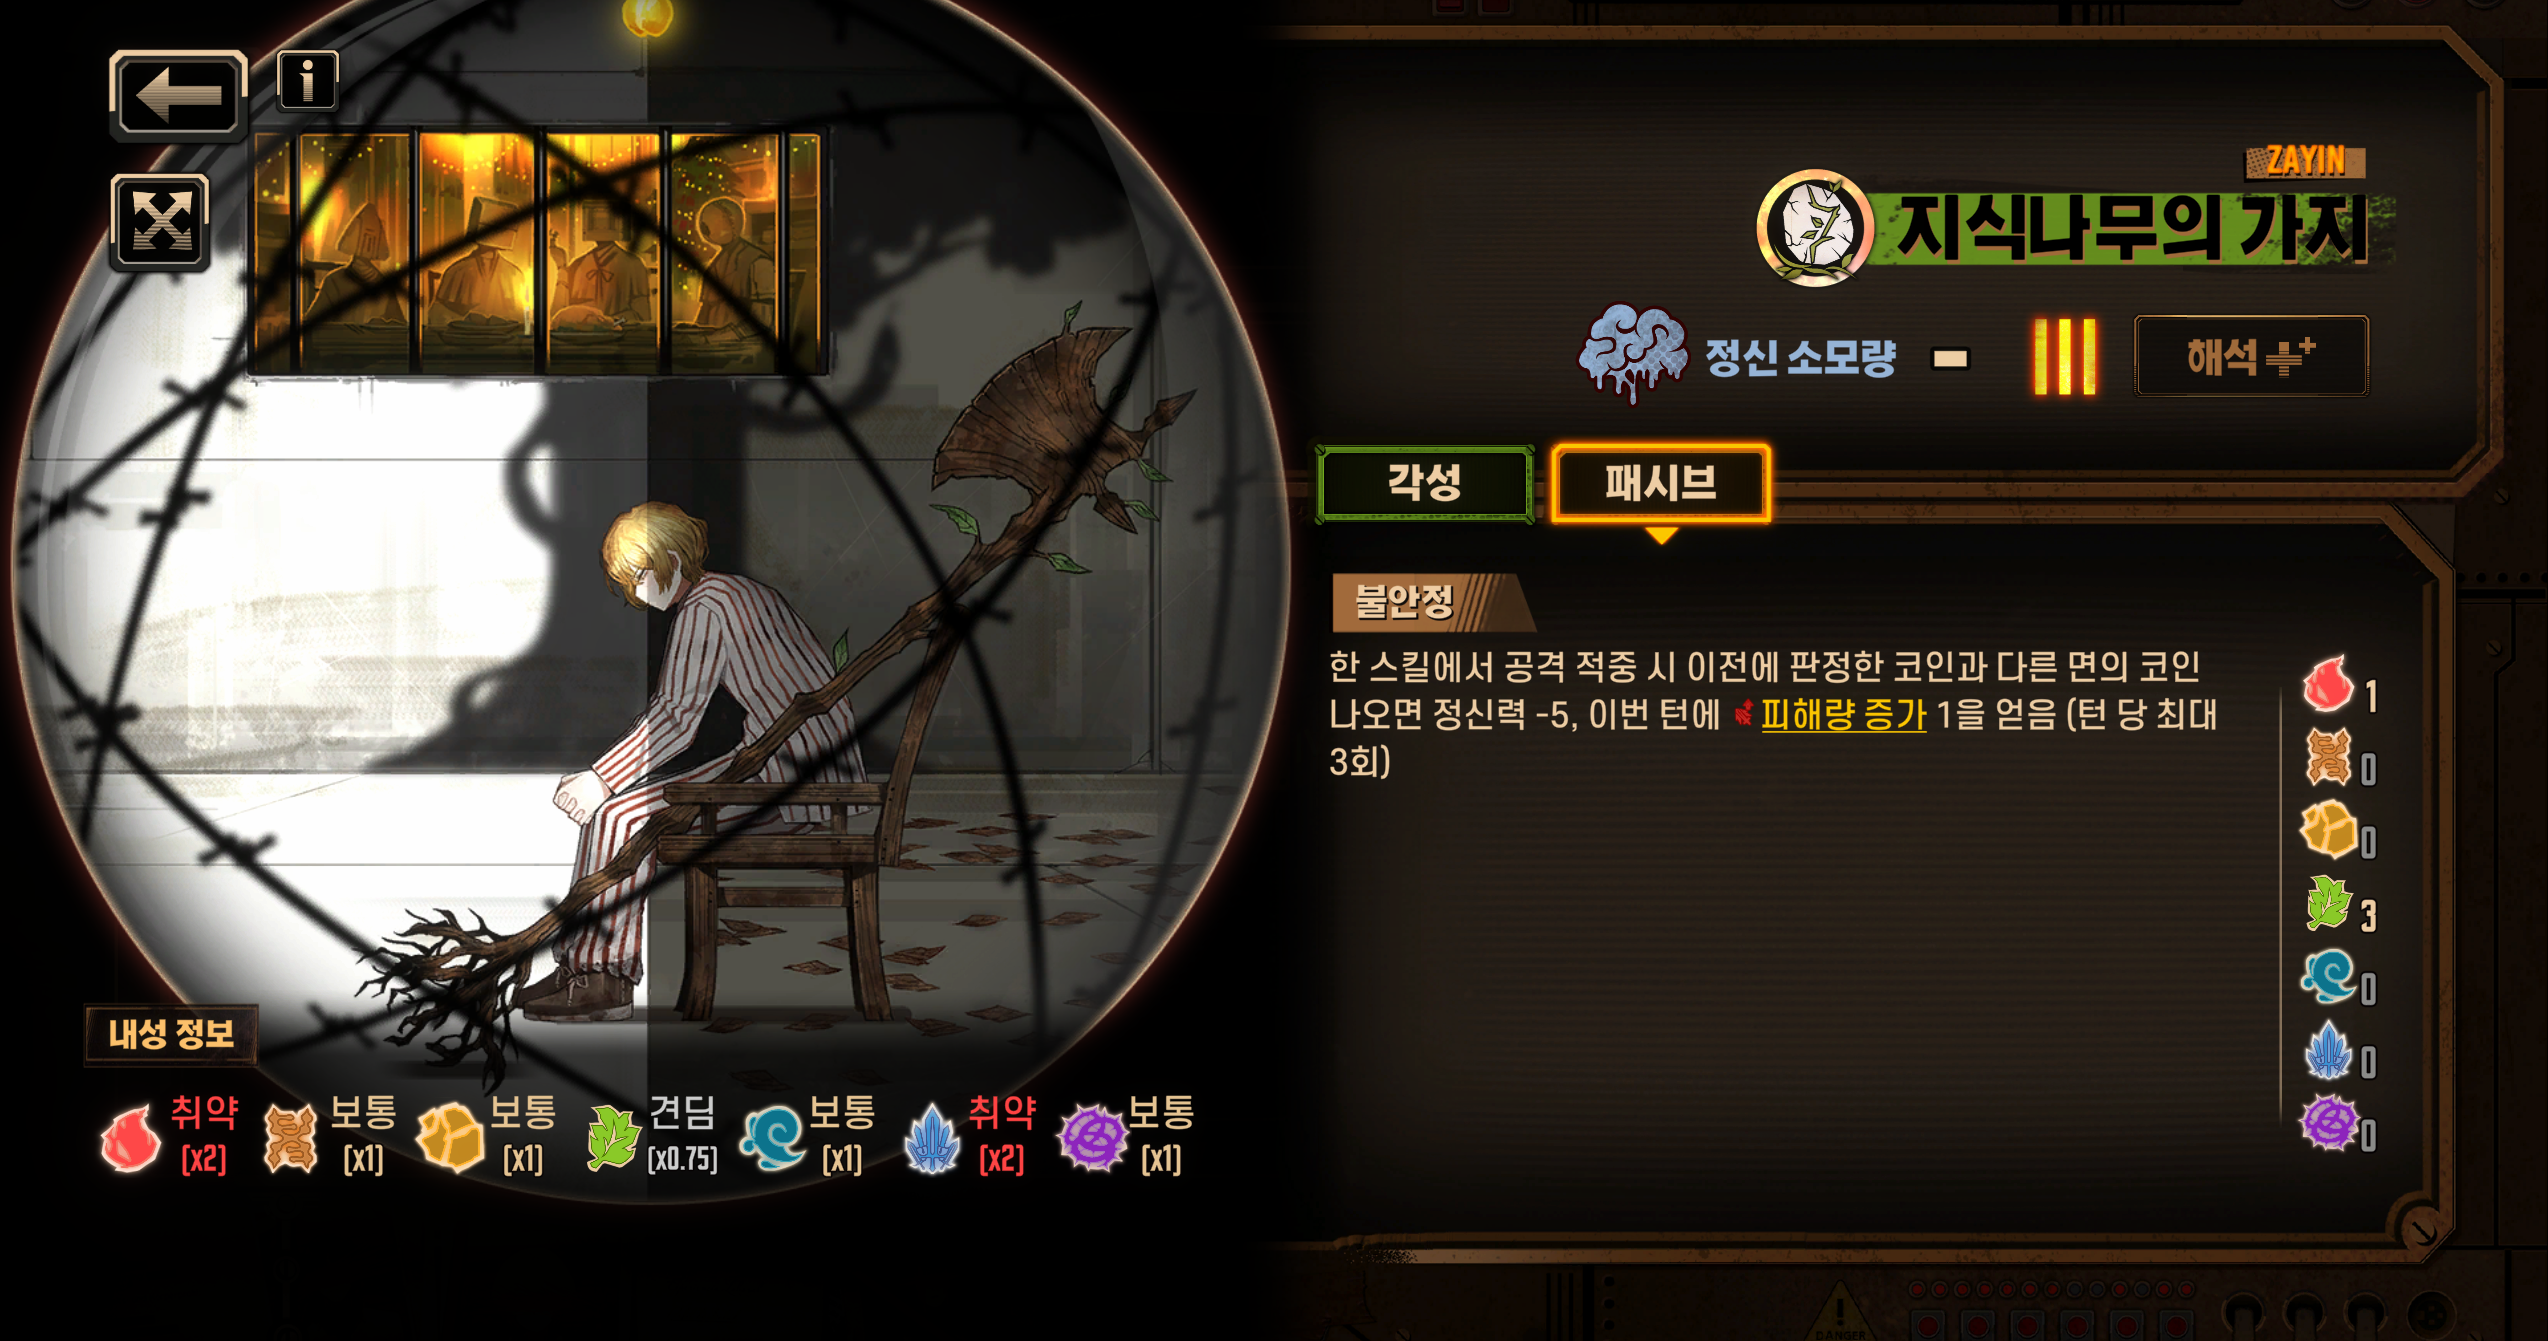 ZAYIN
지식나무의 가지
정신 소모량 -
해석
각성
패시브
불안정
한 스킬에서 공격 적중 시 이전에 판정한 코인과 다른 면의 코인
나오면 정신력 -5, 이번 턴에 피해량 증가 1을 얻음 (턴 당 최대
3회)
1
0
0
3
0
0
0
내성 정보
취약 보통 보통 견딤 보통 취약 보통
(x2) (x1) (x1) (x0.75) (x1) (x2) (x1)
DANGER